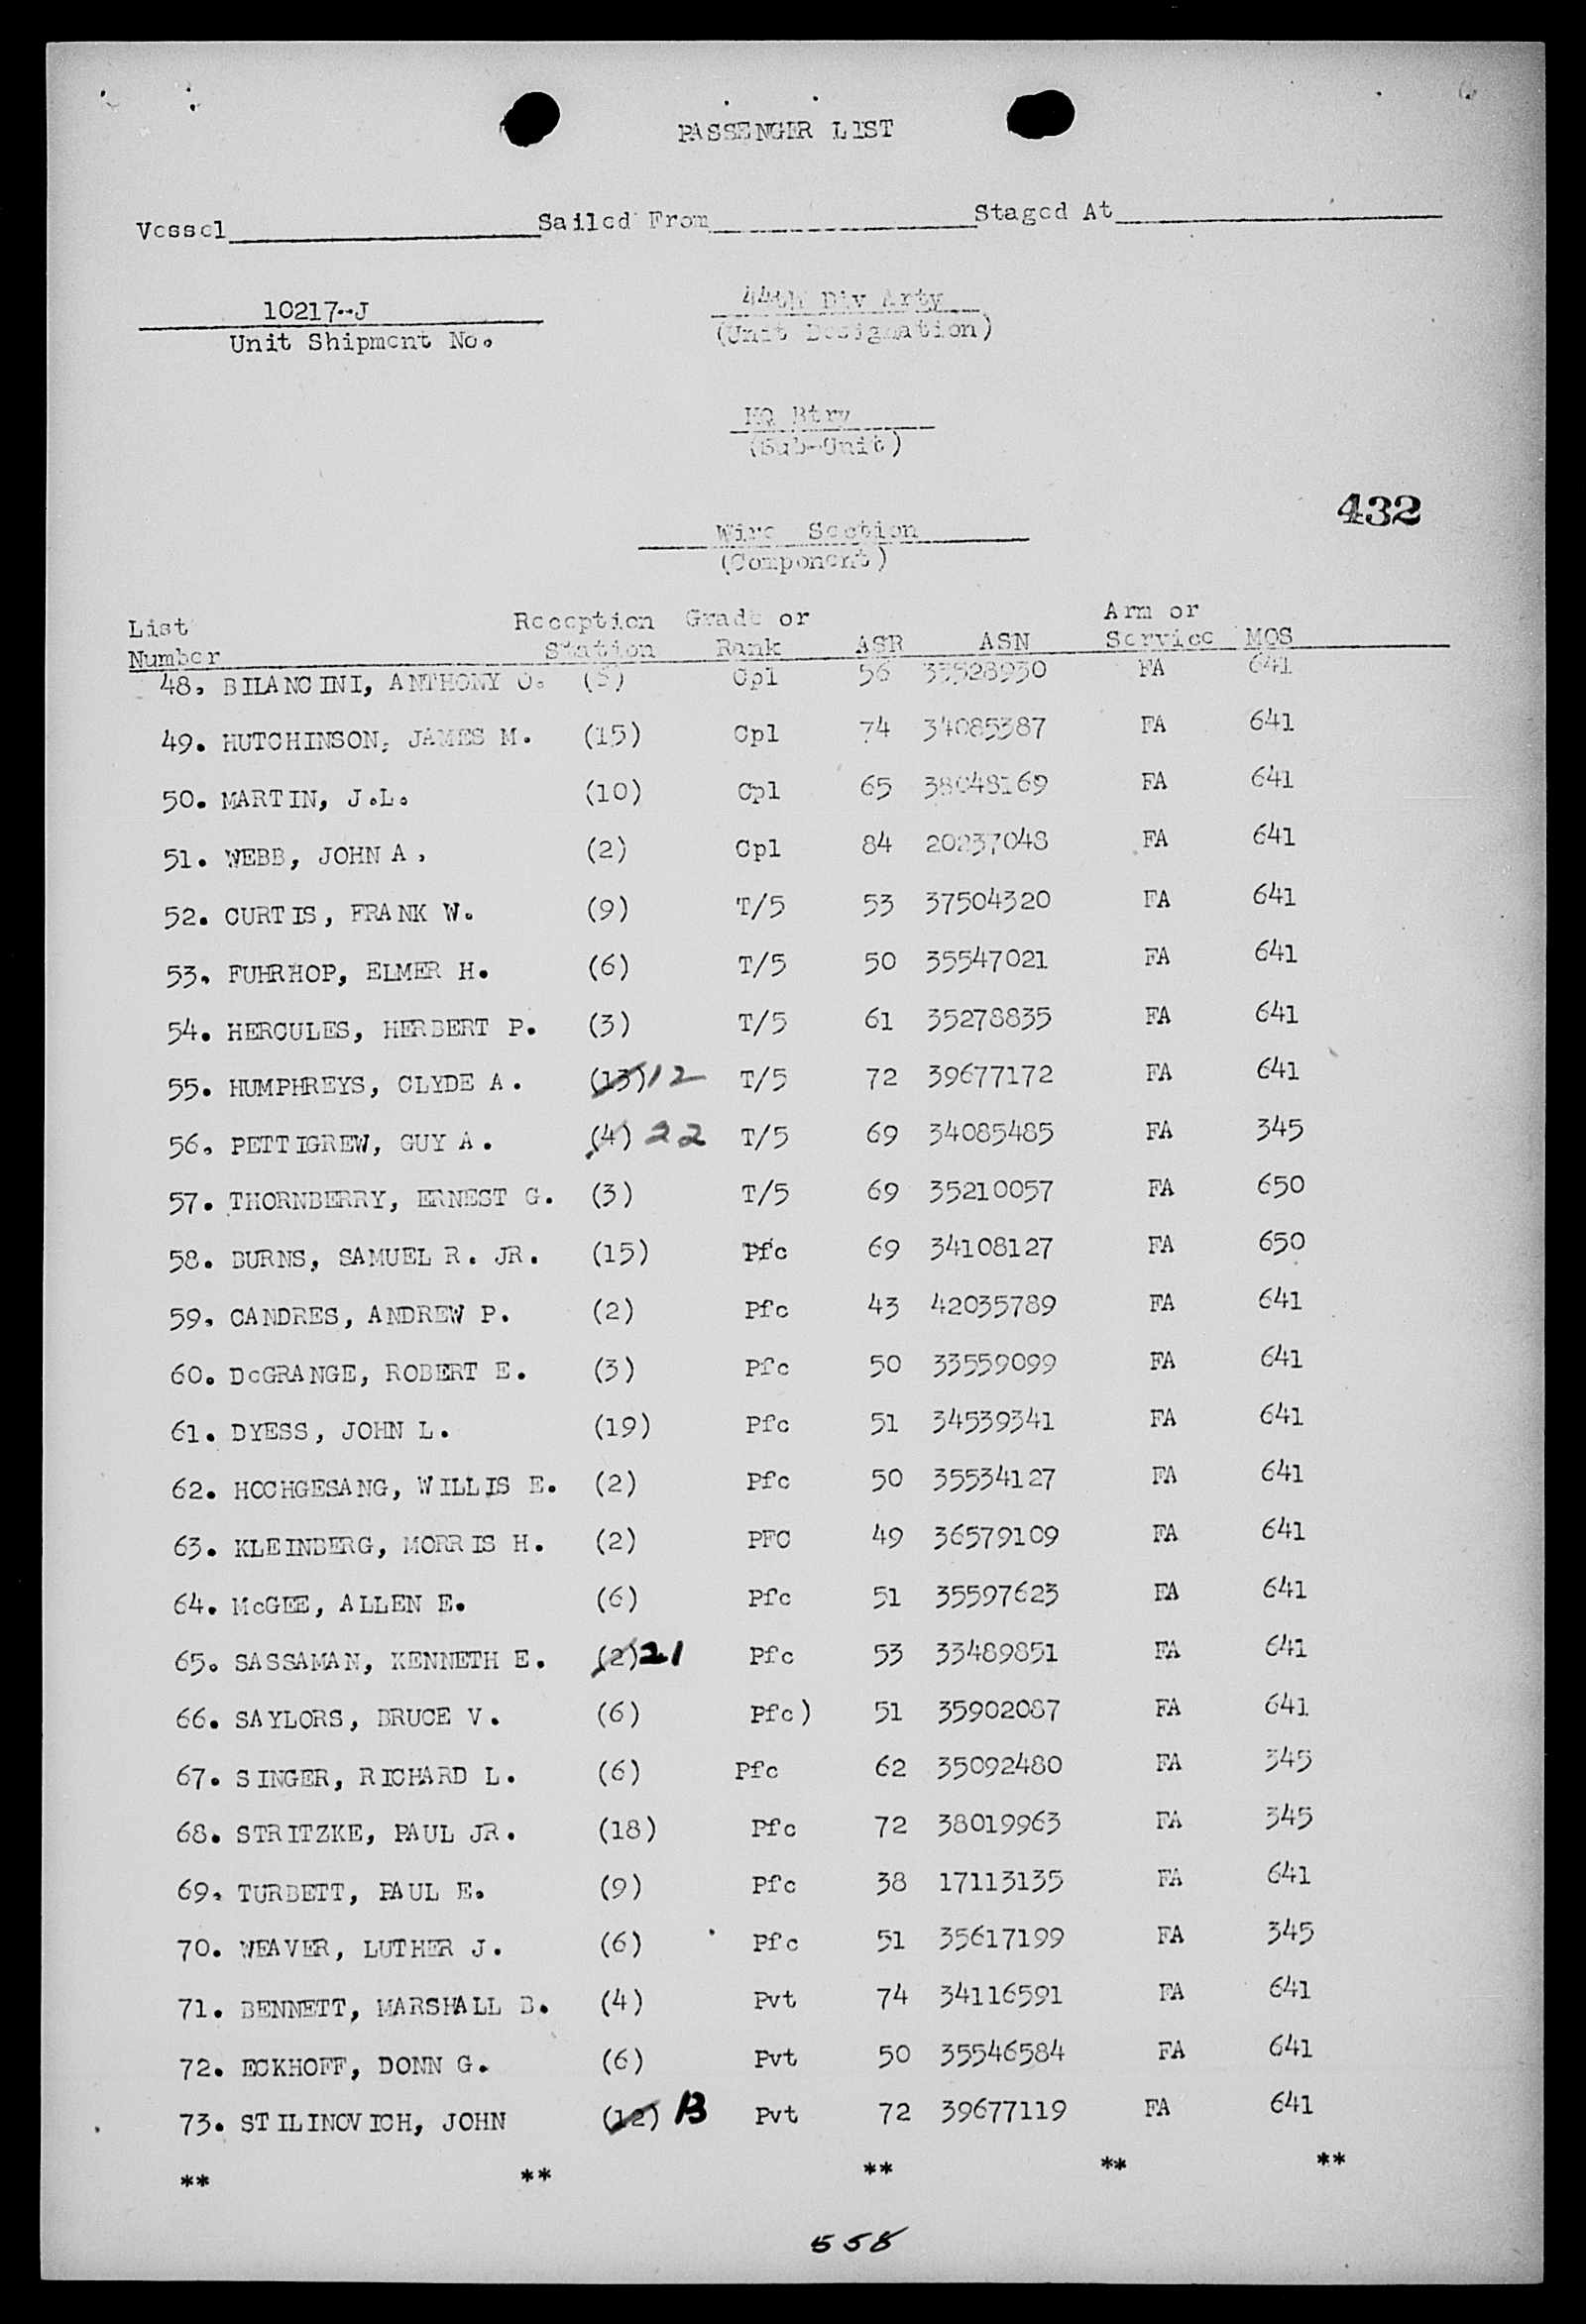 PASSENGER LIST
Vessel Sailed From Staged At
10217--J 44th Div Arty
Unit Shipment No. (Unit Designation)
HQ Btry
(Sub-Unit)
432
Wire Section
(Component)
List Reception Grade or Arm or
Number Station Rank ASR ASN Service MOS
48. BILANCINI, ANTHONY (3) Cpl 56 33528930 FA 641
49. HUTCHINSON, JAMES M. (15) Cpl 74 34085387 FA 641
50. MARTIN, J.L. (10) Cpl 65 38048169 FA 641
51. WEBB, JOHN A. (2) Cpl 84 20237048 FA 641
52. CURTIS, FRANK W. (9) T/5 53 37504320 FA 641
53. FUHRHOP, ELMER H. (6) T/5 50 35547021 FA 641
54. HERCULES, HERBERT P. (3) T/5 61 35278835 FA 641
55. HUMPHREYS, CLYDE A. (13) 12 T/5 72 39677172 FA 641
56. PETTIGREW, GUY A. (4) 22 T/5 69 34085485 FA 345
57. THORNBERRY, ERNEST G. (3) T/5 69 35210057 FA 650
58. BURNS, SAMUEL R. JR. (15) Pfc 69 34108127 FA 650
59. CANDRES, ANDREW P. (2) Pfc 43 42035789 FA 641
60. DeGRANGE, ROBERT E. (3) Pfc 50 33559099 FA 641
61. DYESS, JOHN L. (19) Pfc 51 34539341 FA 641
62. HOCHGESANG, WILLIS E. (2) Pfc 50 35534127 FA 641
63. KLEINBERG, MORRIS H. (2) PFC 49 36579109 FA 641
64. McGEE, ALLEN E. (6) Pfc 51 35597623 FA 641
65. SASSAMAN, KENNETH E. (2) 21 Pfc 53 33489851 FA 641
66. SAYLORS, BRUCE V. (6) Pfc) 51 35902087 FA 641
67. SINGER, RICHARD L. (6) Pfc 62 35092480 FA 345
68. STRITZKE, PAUL JR. (18) Pfc 72 38019963 FA 345
69. TURBETT, PAUL E. (9) Pfc 38 17113135 FA 641
70. WEAVER, LUTHER J. (6) Pfc 51 35617199 FA 345
71. BENNETT, MARSHALL B. (4) Pvt 74 34116591 FA 641
72. ECKHOFF, DONN G. (6) Pvt 50 35546584 FA 641
73. STILINOVICH, JOHN (12) 13 Pvt 72 39677119 FA 641
** ** ** ** **
558